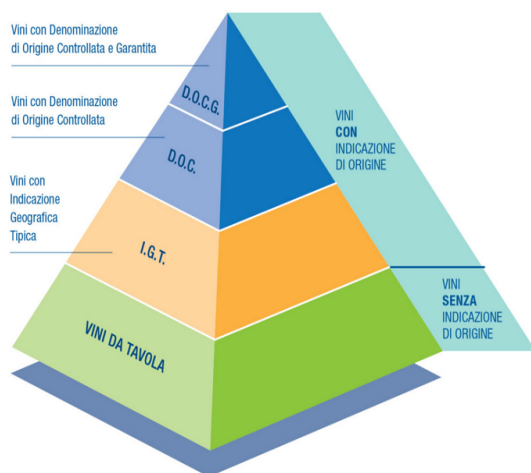 Vini con Denominazione
di Origine Controllata e Garantita
D.O.C.G.
Vini con Denominazione
di Origine Controllata
D.O.C.
Vini con
Indicazione
Geografica
Tipica
I.G.T.
VINI DA TAVOLA
VINI
CON
INDICAZIONE
DI ORIGINE
VINI
SENZA
INDICAZIONE
DI ORIGINE